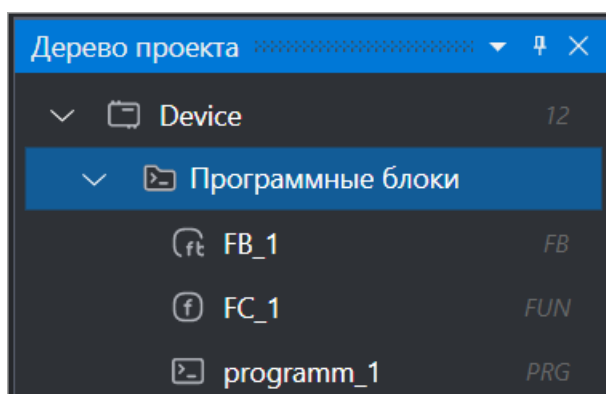 Дерево проекта
Device 12
Программные блоки
FB_1 FB
FC_1 FUN
programm_1 PRG